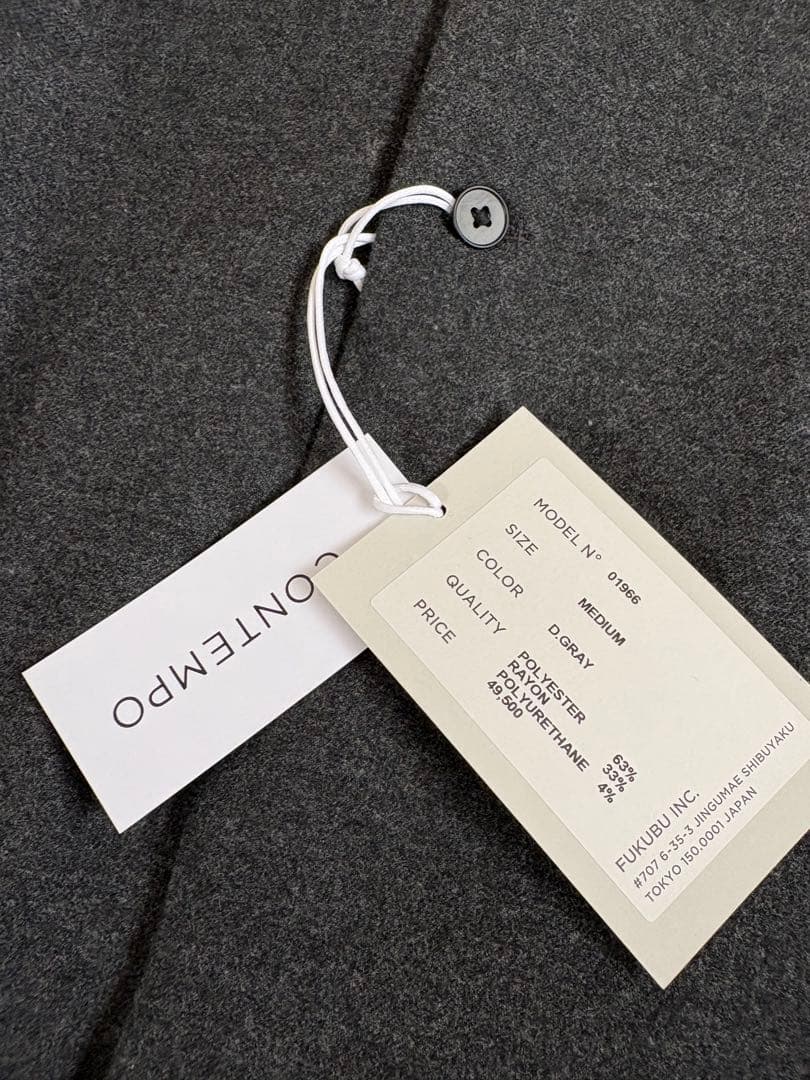 CONTEMPO
MODEL N° 01966
SIZE MEDIUM
COLOR D.GRAY
QUALITY POLYESTER 63%
RAYON 33%
POLYURETHANE 4%
PRICE 49,500
FUKUBU INC.
#707 6-35-3 JINGUMAE SHIBUYAKU
TOKYO 150.0001 JAPAN